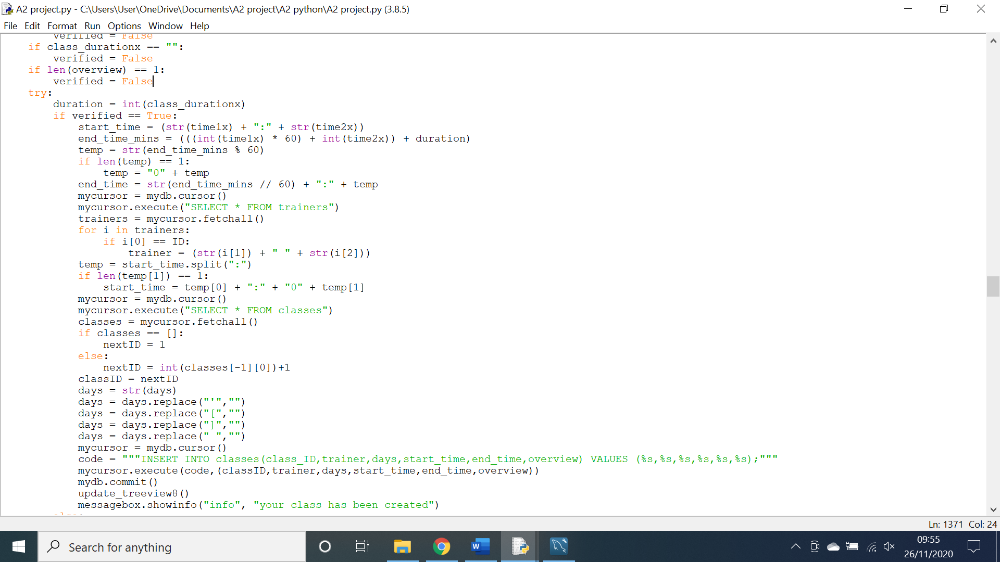 A2 project.py - C:\Users\User\OneDrive\Documents\A2 project\A2 python\A2 project.py (3.8.5)
File Edit Format Run Options Window Help
        verified = False
    if class_durationx == "":
        verified = False
    if len(overview) == 1:
        verified = False
    try:
        duration = int(class_durationx)
        if verified == True:
            start_time = (str(time1x) + ":" + str(time2x))
            end_time_mins = (((int(time1x) * 60) + int(time2x)) + duration)
            temp = str(end_time_mins % 60)
            if len(temp) == 1:
                temp = "0" + temp
            end_time = str(end_time_mins // 60) + ":" + temp
            mycursor = mydb.cursor()
            mycursor.execute("SELECT * FROM trainers")
            trainers = mycursor.fetchall()
            for i in trainers:
                if i[0] == ID:
                    trainer = (str(i[1]) + " " + str(i[2]))
            temp = start_time.split(":")
            if len(temp[1]) == 1:
                start_time = temp[0] + ":" + "0" + temp[1]
            mycursor = mydb.cursor()
            mycursor.execute("SELECT * FROM classes")
            classes = mycursor.fetchall()
            if classes == []:
                nextID = 1
            else:
                nextID = int(classes[-1][0])+1
            classID = nextID
            days = str(days)
            days = days.replace("'","")
            days = days.replace("[","")
            days = days.replace("]","")
            days = days.replace(" ","")
            mycursor = mydb.cursor()
            code = """INSERT INTO classes(class_ID,trainer,days,start_time,end_time,overview) VALUES (%s,%s,%s,%s,%s,%s);"""
            mycursor.execute(code,(classID,trainer,days,start_time,end_time,overview))
            mydb.commit()
            update_treeview8()
            messagebox.showinfo("info", "your class has been created")
        else:
Ln: 1371 Col: 24
Search for anything
09:55
26/11/2020